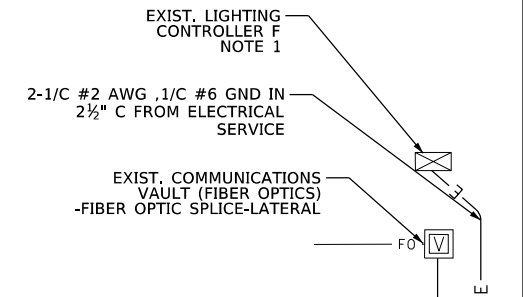 EXIST. LIGHTING
CONTROLLER F
NOTE 1
2-1/C #2 AWG ,1/C #6 GND IN
2½" C FROM ELECTRICAL
SERVICE
E
EXIST. COMMUNICATIONS
VAULT (FIBER OPTICS)
-FIBER OPTIC SPLICE-LATERAL
FO
V
E